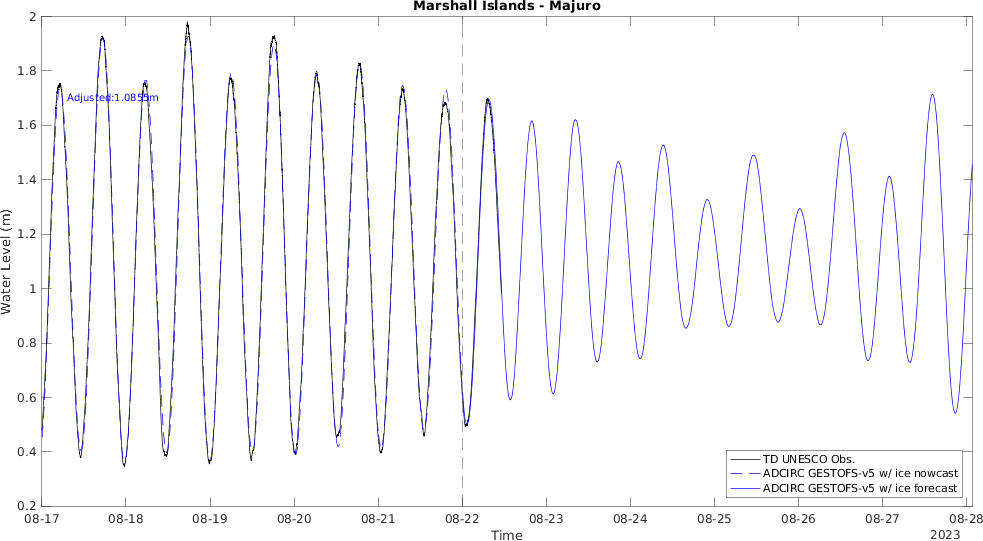 Marshall Islands - Majuro
2
1.8
1.6
1.4
1.2
1
0.8
0.6
0.4
0.2
Water Level (m)
Adjusted:1.0855m
TD UNESCO Obs.
ADCIRC GESTOFS-v5 w/ ice nowcast
ADCIRC GESTOFS-v5 w/ ice forecast
08-17 08-18 08-19 08-20 08-21 08-22 08-23 08-24 08-25 08-26 08-27 08-28
Time
2023